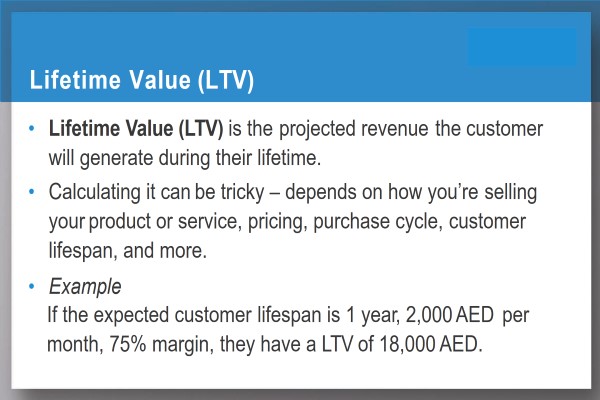 Lifetime Value (LTV)
• Lifetime Value (LTV) is the projected revenue the customer
will generate during their lifetime.
• Calculating it can be tricky – depends on how you're selling
your product or service, pricing, purchase cycle, customer
lifespan, and more.
• Example
If the expected customer lifespan is 1 year, 2,000 AED per
month, 75% margin, they have a LTV of 18,000 AED.